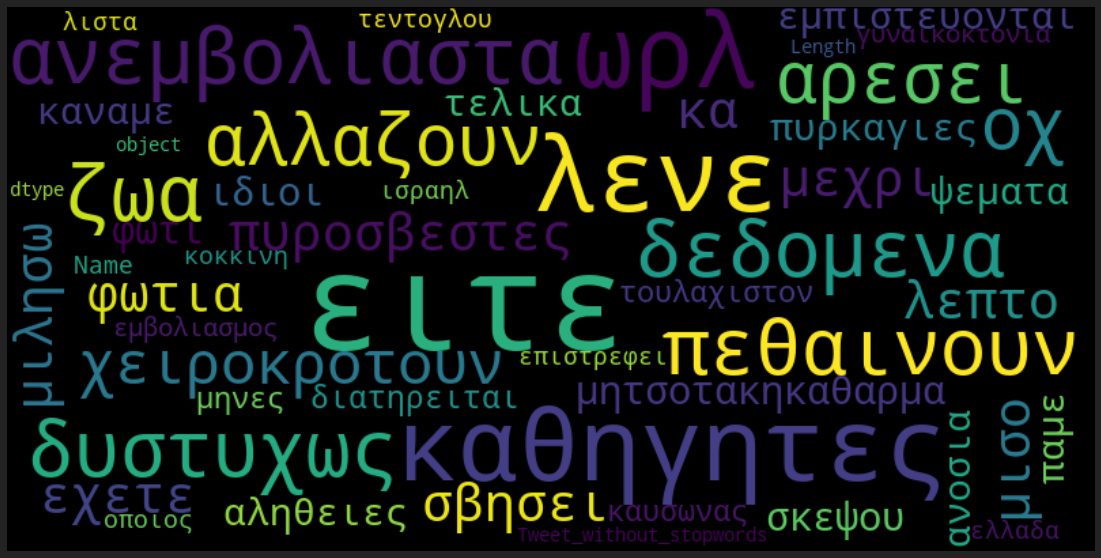 λιστα
τεντογλου
εμπιστευονται
ανεμβολιαστα
ωρλ
Length
γυναικοκτονια
αρεσει
καναμε
τελικα
κα
πυρκαγιες
οχ
object
αλλαζουν
λενε
dtype
ζωα
ιδιοι
ισραηλ
μεχρι
ψεματα
φωτι
πυροσβεστες
δεδομενα
μιλησω
Name
κοκκινη
φωτια
ειτε
τουλαχιστον
λεπτο
εμβολιασμος
χειροκροτουν
επιστρεφει
πεθαινουν
μηνες
διατηρειται
μητσοτακηκαθαρμα
δυστυχως
καθηγητες
ανοσια
μισο
παμε
εχετε
οποιος
αληθειες
σβησει
καυσωνας
σκεψου
Tweet_without_stopwords
ελλαδα